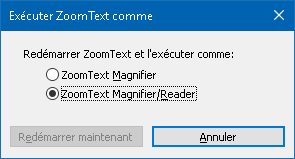 Exécuter ZoomText comme
Redémarrer ZoomText et l'exécuter comme:
ZoomText Magnifier
ZoomText Magnifier/Reader
Redémarrer maintenant Annuler